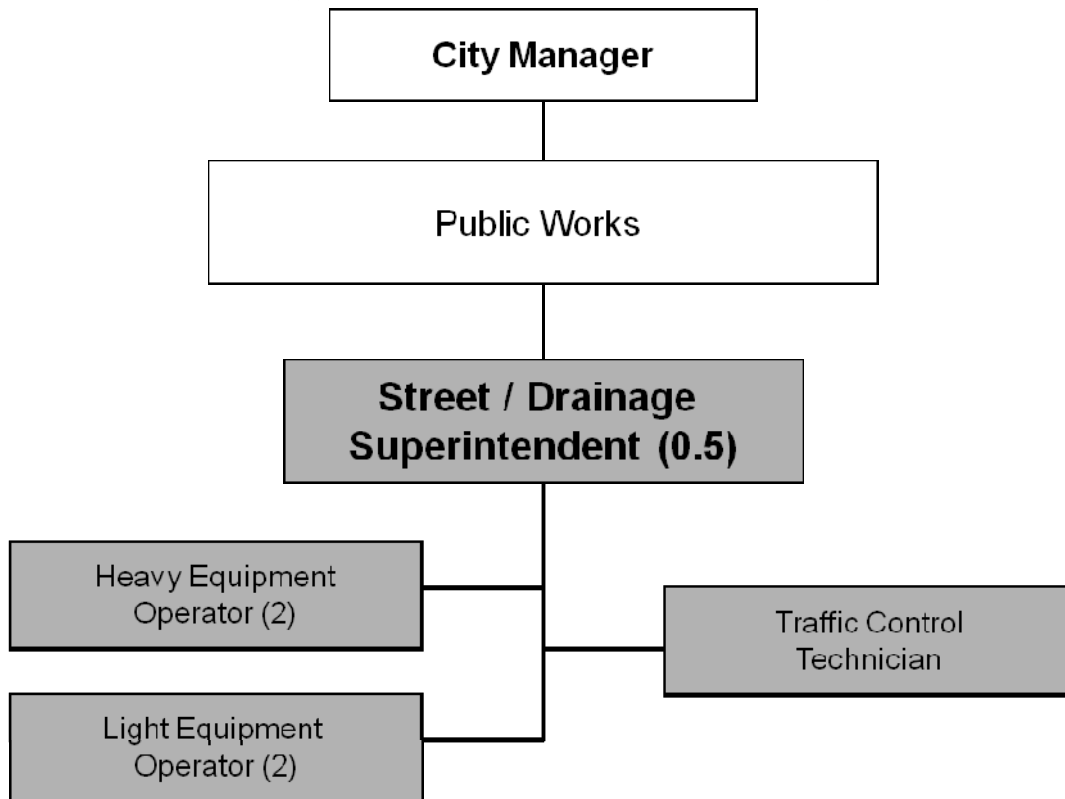 City Manager
Public Works
Street / Drainage
Superintendent (0.5)
Heavy Equipment
Operator (2)
Traffic Control
Technician
Light Equipment
Operator (2)